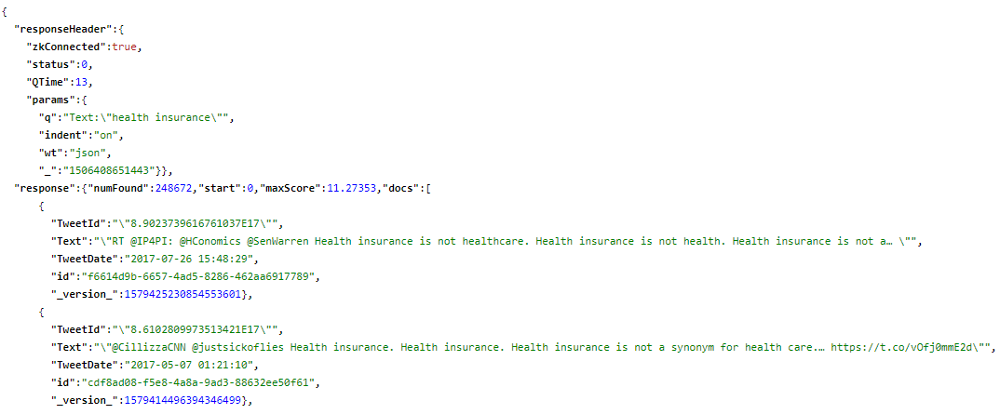 {
"responseHeader":{
"zkConnected":true,
"status":0,
"QTime":13,
"params":{
"q":"Text:\"health insurance\"",
"indent":"on",
"wt":"json",
"_":"1506408651443"}},
"response":{"numFound":248672,"start":0,"maxScore":11.27353,"docs":[
{
"TweetId":"\"8.9023739616761037E17\"",
"Text":"\"RT @IP4PI: @HConomics @SenWarren Health insurance is not healthcare. Health insurance is not health. Health insurance is not a… \"",
"TweetDate":"2017-07-26 15:48:29",
"id":"f6614d9b-6657-4ad5-8286-462aa6917789",
"_version_":1579425230854553601},
{
"TweetId":"\"8.6102809973513421E17\"",
"Text":"\"@CillizzaCNN @justsickoflies Health insurance. Health insurance. Health insurance is not a synonym for health care.… https://t.co/vOfj0mmE2d\"",
"TweetDate":"2017-05-07 01:21:10",
"id":"cdf8ad08-f5e8-4a8a-9ad3-88632ee50f61",
"_version_":1579414496394346499},